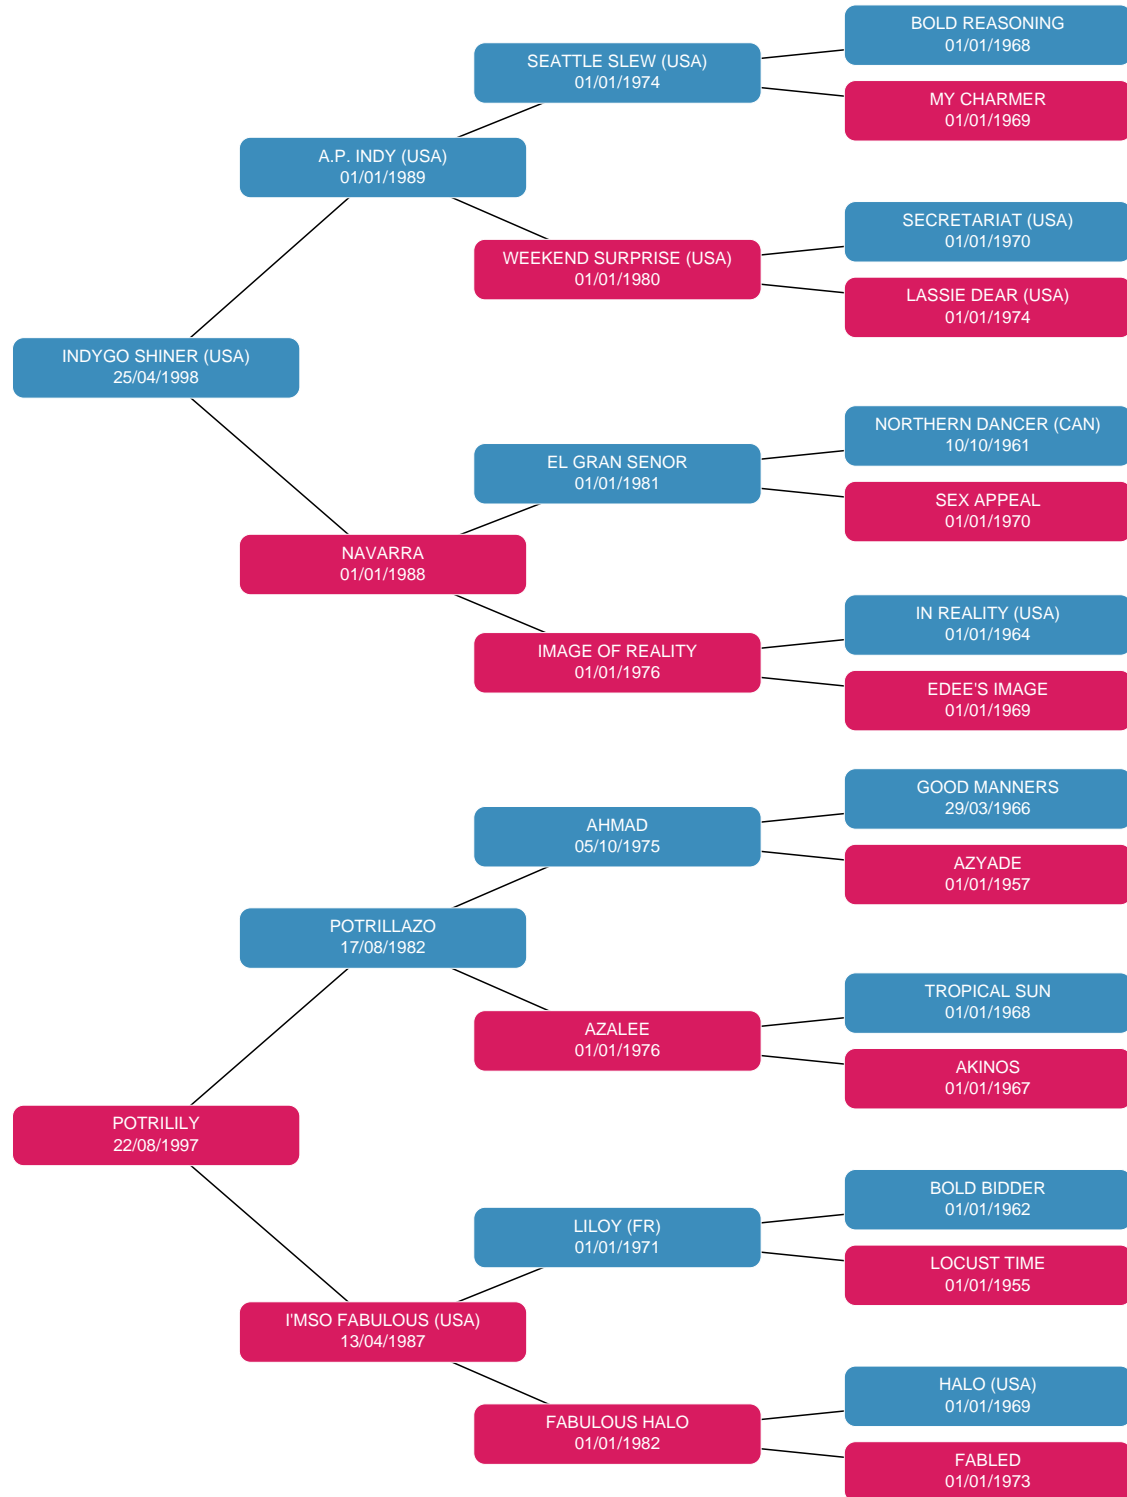 BOLD REASONING
01/01/1968
SEATTLE SLEW (USA)
01/01/1974
MY CHARMER
01/01/1969
A.P. INDY (USA)
01/01/1989
SECRETARIAT (USA)
01/01/1970
WEEKEND SURPRISE (USA)
01/01/1980
LASSIE DEAR (USA)
01/01/1974
INDYGO SHINER (USA)
25/04/1998
NORTHERN DANCER (CAN)
10/10/1961
EL GRAN SENOR
01/01/1981
SEX APPEAL
01/01/1970
NAVARRA
01/01/1988
IN REALITY (USA)
01/01/1964
IMAGE OF REALITY
01/01/1976
EDEE'S IMAGE
01/01/1969
GOOD MANNERS
29/03/1966
AHMAD
05/10/1975
AZYADE
01/01/1957
POTRILLAZO
17/08/1982
TROPICAL SUN
01/01/1968
AZALEE
01/01/1976
AKINOS
01/01/1967
POTRILILY
22/08/1997
BOLD BIDDER
01/01/1962
LILOY (FR)
01/01/1971
LOCUST TIME
01/01/1955
I'MSO FABULOUS (USA)
13/04/1987
HALO (USA)
01/01/1969
FABULOUS HALO
01/01/1982
FABLED
01/01/1973